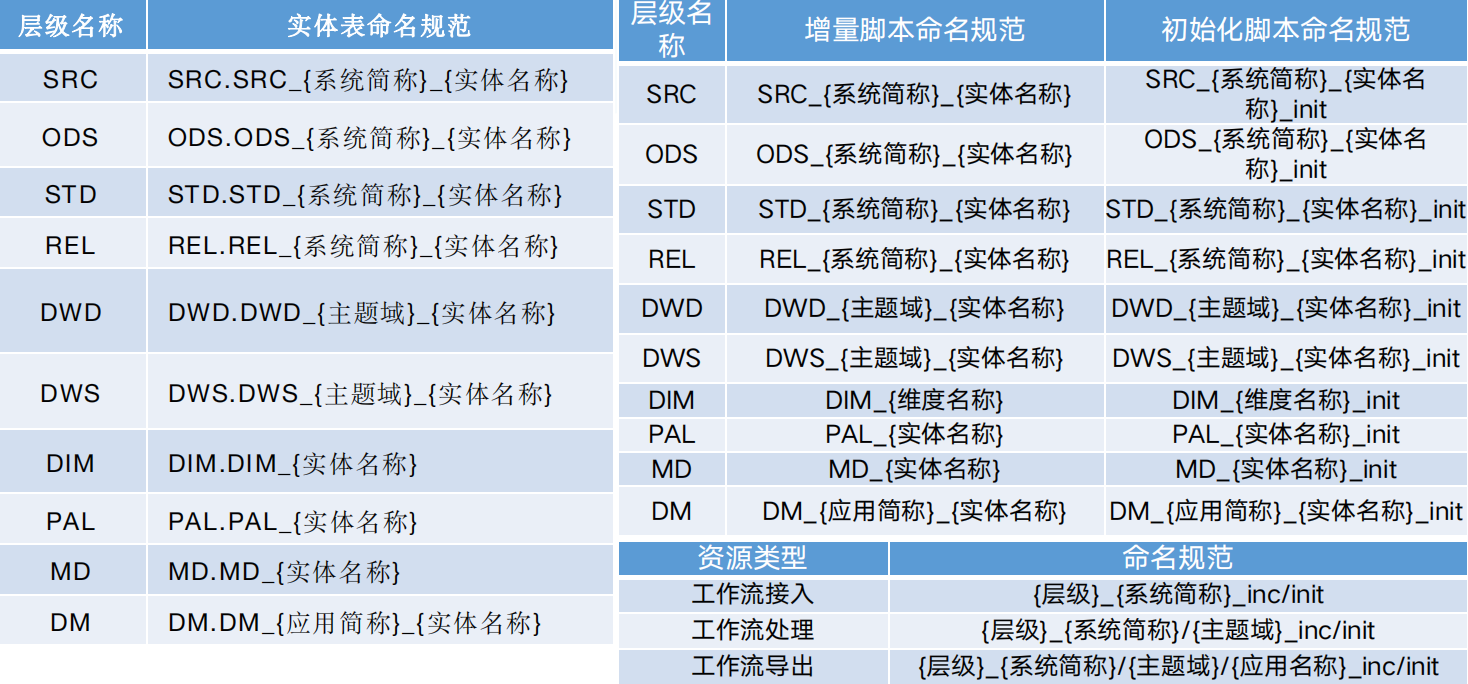 层级名称 实体表命名规范
SRC SRC.SRC_{系统简称}_{实体名称}
ODS ODS.ODS_{系统简称}_{实体名称}
STD STD.STD_{系统简称}_{实体名称}
REL REL.REL_{系统简称}_{实体名称}
DWD DWD.DWD_{主题域}_{实体名称}
DWS DWS.DWS_{主题域}_{实体名称}
DIM DIM.DIM_{实体名称}
PAL PAL.PAL_{实体名称}
MD MD.MD_{实体名称}
DM DM.DM_{应用简称}_{实体名称}
层级名
称
增量脚本命名规范
初始化脚本命名规范
SRC SRC_{系统简称}_{实体名称}
SRC_{系统简称}_{实体名
称}_init
ODS ODS_{系统简称}_{实体名称}
ODS_{系统简称}_{实体名
称}_init
STD STD_{系统简称}_{实体名称} STD_{系统简称}_{实体名称}_init
REL REL_{系统简称}_{实体名称} REL_{系统简称}_{实体名称}_init
DWD DWD_{主题域}_{实体名称} DWD_{主题域}_{实体名称}_init
DWS DWS_{主题域}_{实体名称} DWS_{主题域}_{实体名称}_init
DIM DIM_{维度名称} DIM_{维度名称}_init
PAL PAL_{实体名称} PAL_{实体名称}_init
MD MD_{实体名称} MD_{实体名称}_init
DM DM_{应用简称}_{实体名称} DM_{应用简称}_{实体名称}_init
资源类型 命名规范
工作流接入 {层级}_{系统简称}_inc/init
工作流处理 {层级}_{系统简称}/{主题域}_inc/init
工作流导出 {层级}_{系统简称}/{主题域}/{应用名称}_inc/init